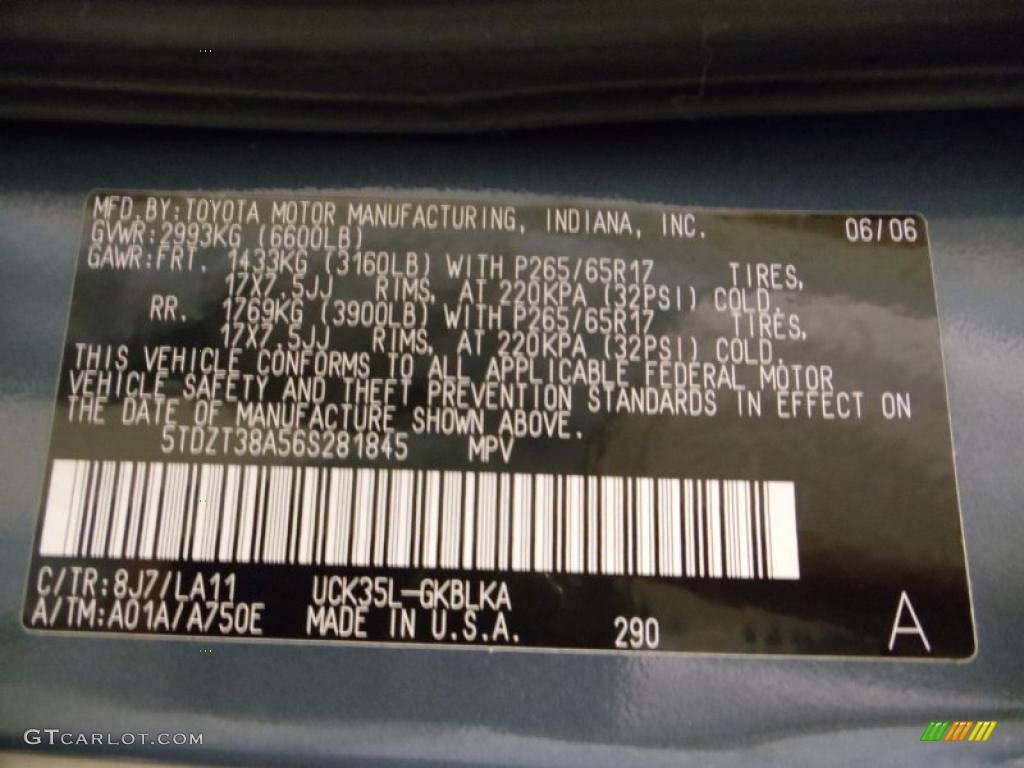 MFD. BY: TOYOTA MOTOR MANUFACTURING, INDIANA, INC. 06/06
GVWR: 2993KG (6600LB)
GAWR: FRT. 1433KG (3160LB) WITH P265/65R17 TIRES,
17X7.5JJ RIMS, AT 220KPA (32PSI) COLD.
RR. 1769KG (3900LB) WITH P265/65R17 TIRES,
17X7.5JJ RIMS, AT 220KPA (32PSI) COLD.
THIS VEHICLE CONFORMS TO ALL APPLICABLE FEDERAL MOTOR
VEHICLE SAFETY AND THEFT PREVENTION STANDARDS IN EFFECT ON
THE DATE OF MANUFACTURE SHOWN ABOVE.
5TDZT38A56S281845 MPV
C/TR: 8J7/LA11 UCK35L-GKBLKA
A/TM: A01A/A750E MADE IN U.S.A. 290 A
GTCARLOT.COM